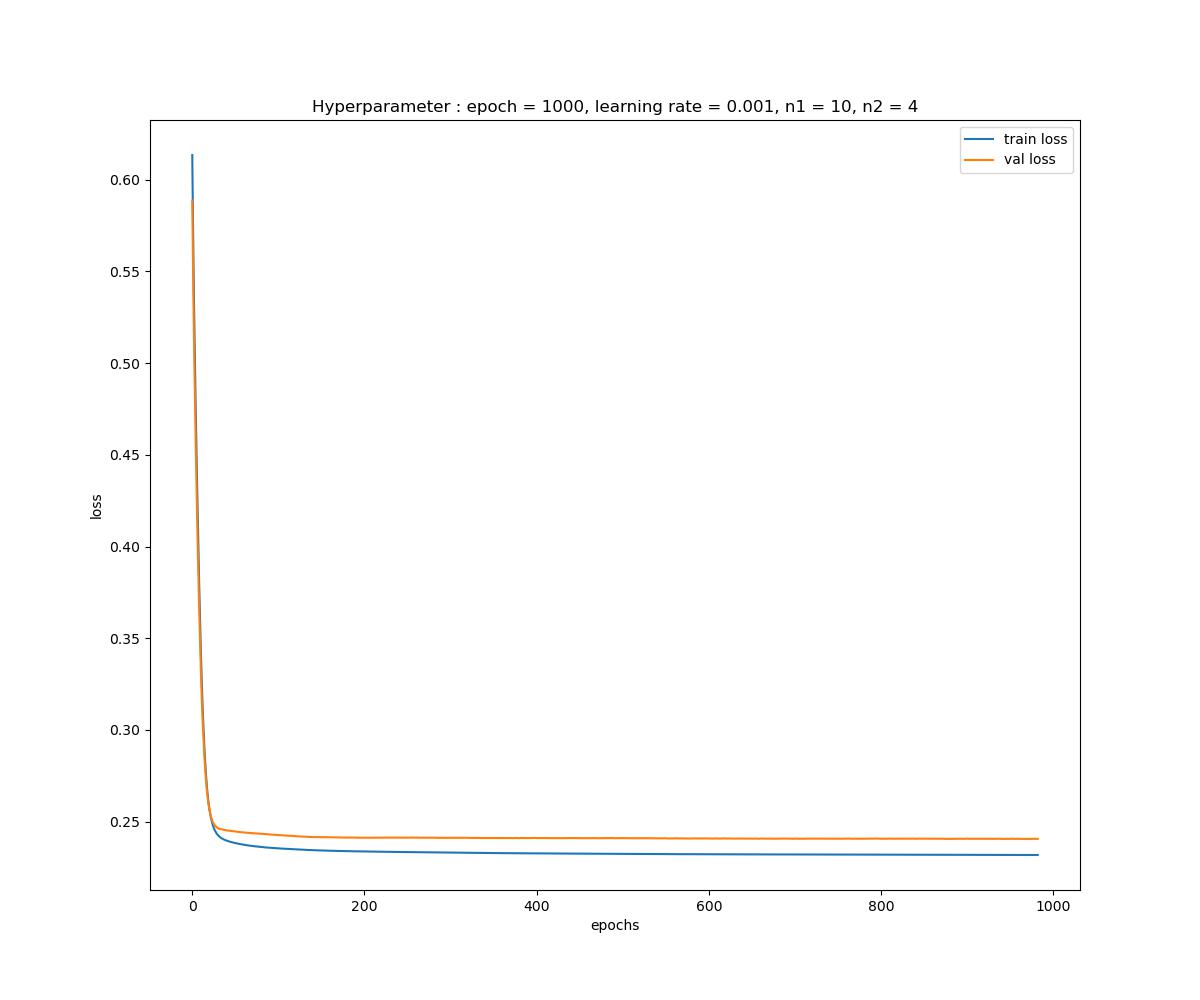 Hyperparameter : epoch = 1000, learning rate = 0.001, n1 = 10, n2 = 4
train loss
val loss
0.60
0.55
0.50
0.45
0.40
0.35
0.30
0.25
loss
0 200 400 600 800 1000
epochs